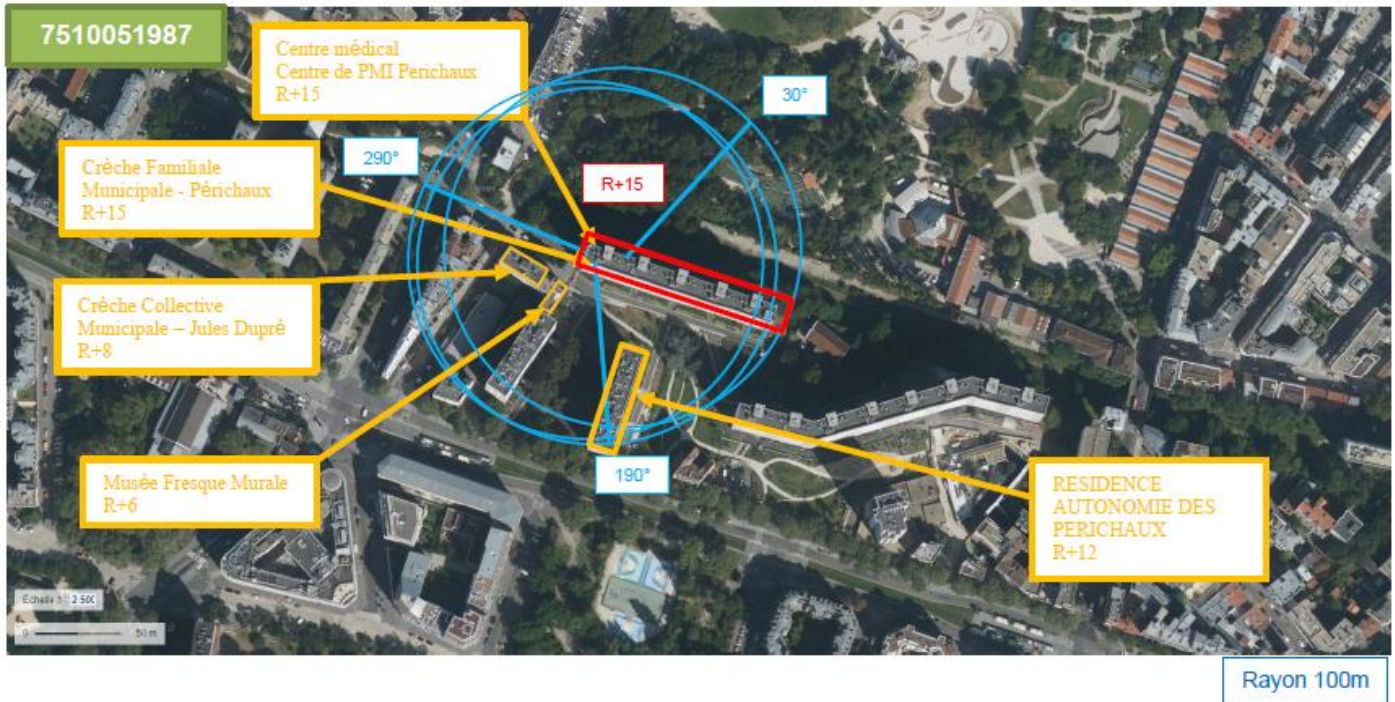 7510051987
Centre médical
Centre de PMI Perichaux
R+15
30°
290°
Crèche Familiale
Municipale - Périchaux
R+15
R+15
Crèche Collective
Municipale – Jules Dupré
R+8
Musée Fresque Murale
R+6
190°
RESIDENCE
AUTONOMIE DES
PERICHAUX
R+12
Échelle 1 : 2 500
0 50 m
Rayon 100m